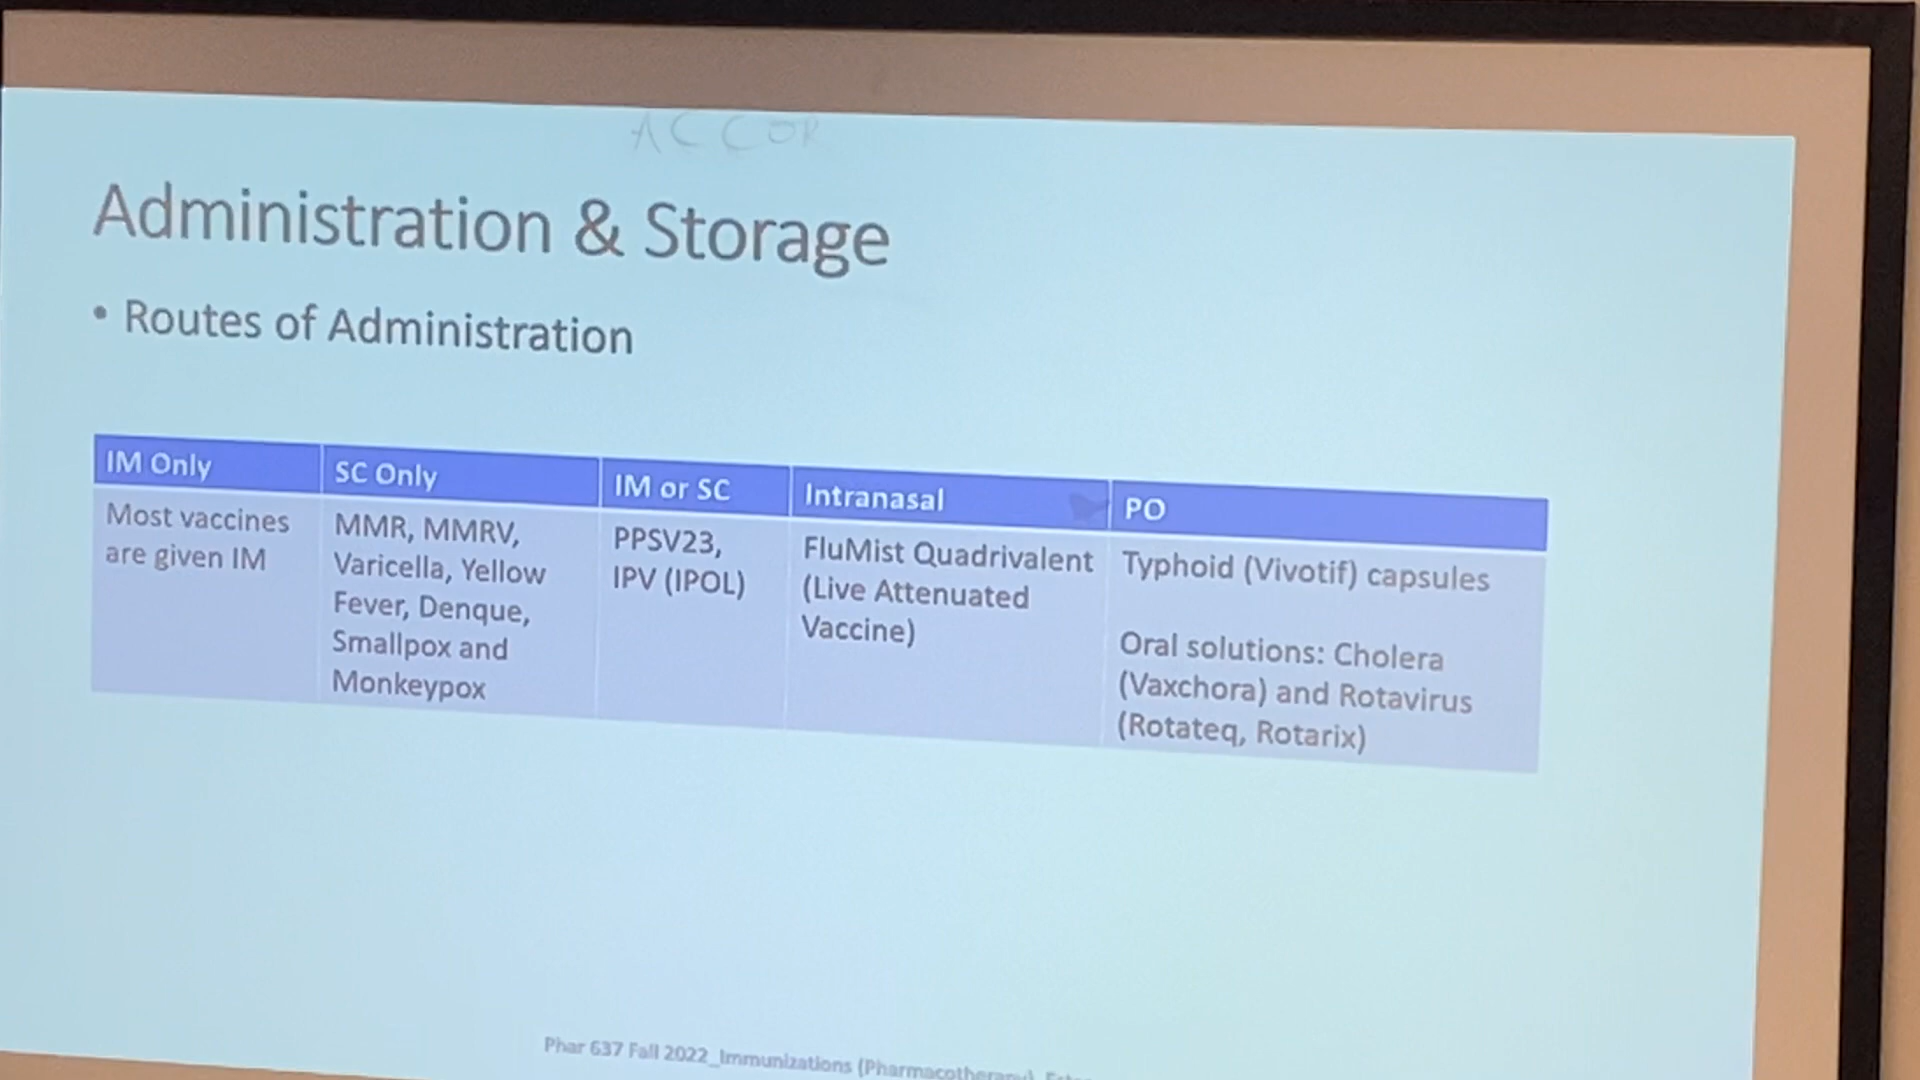 ACCOR
Administration & Storage
• Routes of Administration
IM Only
Most vaccines
are given IM
SC Only
MMR, MMRV,
Varicella, Yellow
Fever, Denque,
Smallpox and
Monkeypox
IM or SC
PPSV23,
IPV (IPOL)
Intranasal
FluMist Quadrivalent
(Live Attenuated
Vaccine)
PO
Typhoid (Vivotif) capsules
Oral solutions: Cholera
(Vaxchora) and Rotavirus
(Rotateq, Rotarix)
Phar 637 Fall 2022_Immunizations (Pharmacotherapy)